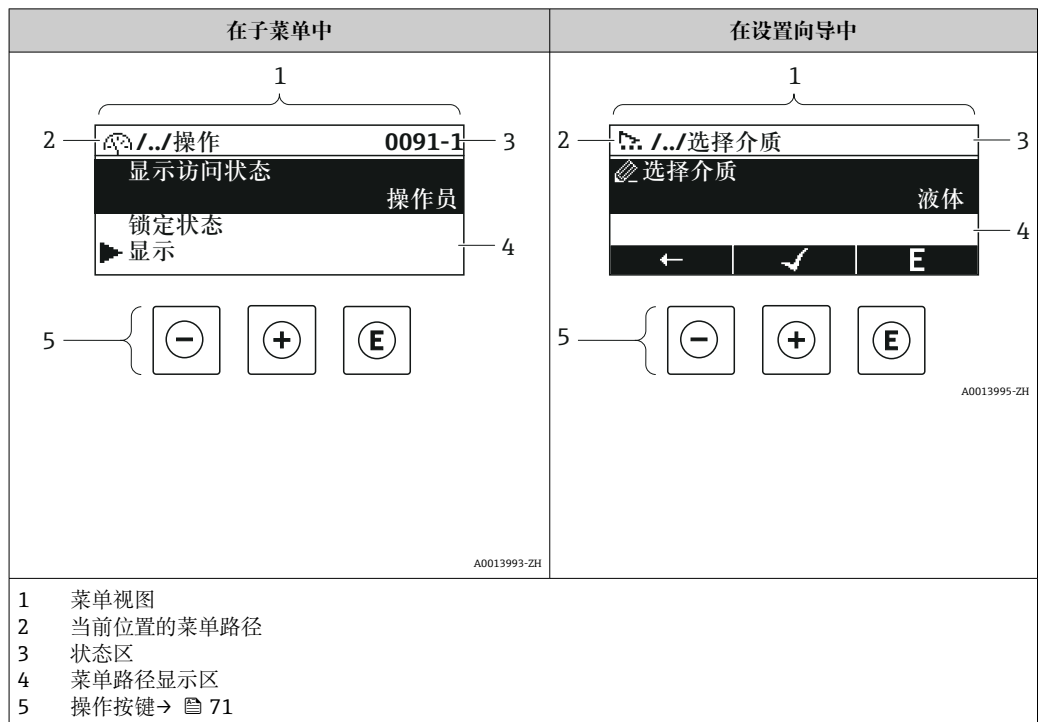 在子菜单中
1
2
/../操作 0091-1
3
显示访问状态
操作员
锁定状态
显示
4
5
- + E
A0013993-ZH
在设置向导中
1
2
/../选择介质
3
选择介质
液体
4
← ✓ E
5
- + E
A0013995-ZH
1 菜单视图
2 当前位置的菜单路径
3 状态区
4 菜单路径显示区
5 操作按键→ 71